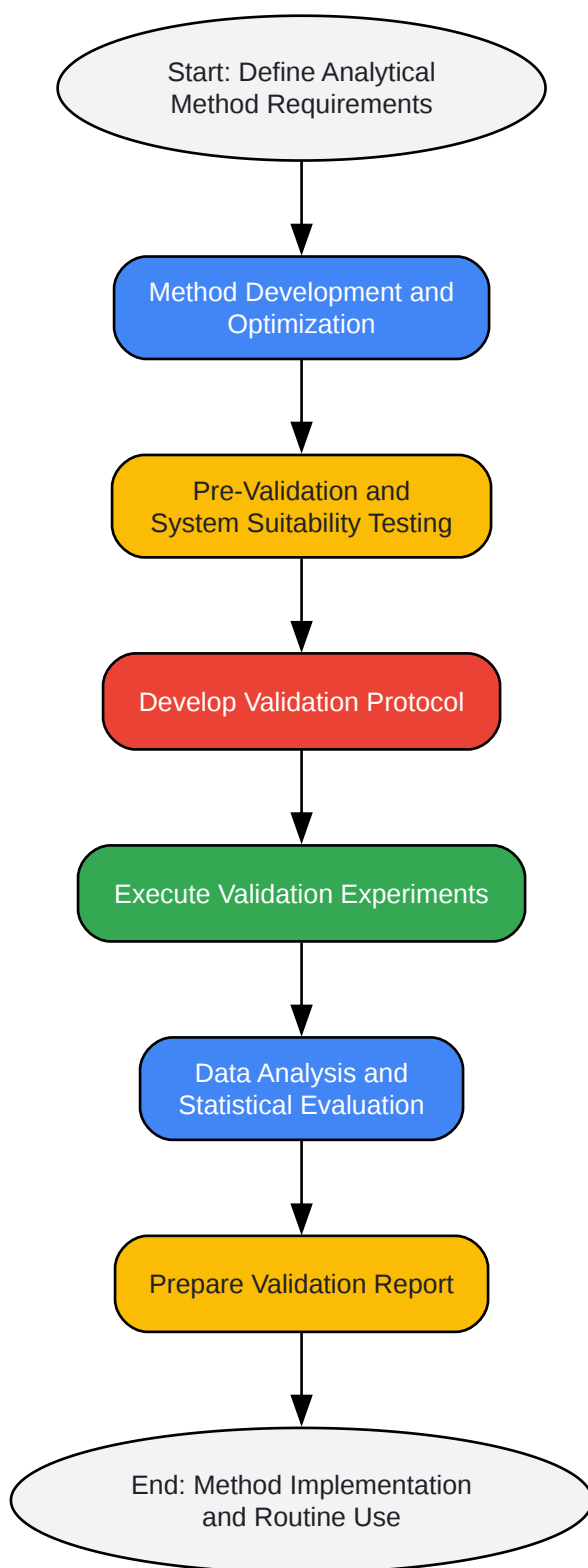 Start: Define Analytical
Method Requirements
Method Development and
Optimization
Pre-Validation and
System Suitability Testing
Develop Validation Protocol
Execute Validation Experiments
Data Analysis and
Statistical Evaluation
Prepare Validation Report
End: Method Implementation
and Routine Use